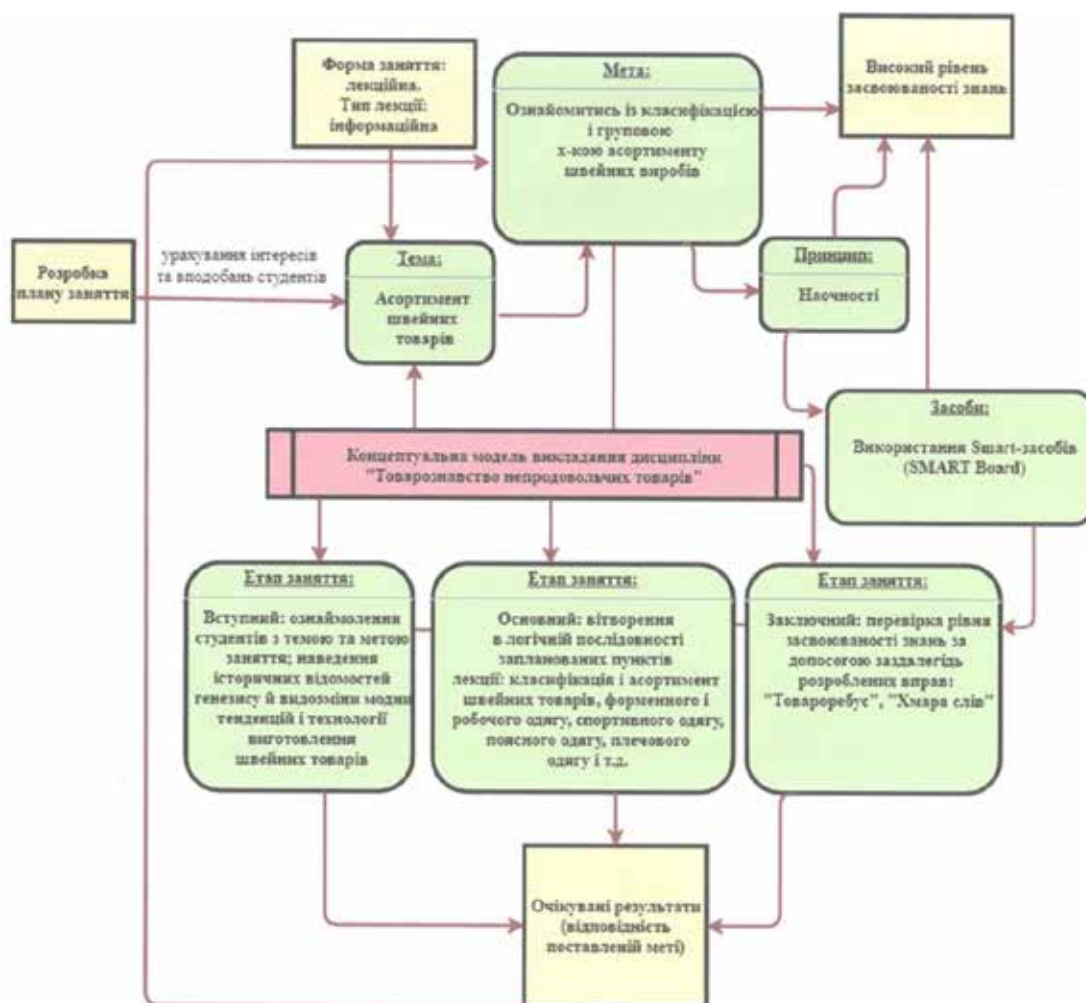 Форма заняття:
лекційна.
Тип лекції:
інформаційна
Мета:
Ознайомитись із класифікацією
і груповою
х-кою асортименту
швейних виробів
Високий рівень
засвоюваності знань
Розробка
плану заняття
урахування інтересів
та вподобань студентів
Тема:
Асортимент
швейних
товарів
Принцип:
Наочності
Засоби:
Використання Smart-засобів
(SMART Board)
Концептуальна модель викладання дисципліни
"Товарознавство непродовольчих товарів"
Етап заняття:
Вступний: ознаймолення
студентів з темою та метою
заняття; наведення
історичних відомостей
генезису й видозміни модни
тенденцій і технології
виготовлення
швейних товарів
Етап заняття:
Основний: вітворення
в логічній послідовності
запланованих пунктів
лекції: класифікація і асортимент
швейних товарів, форменного і
робочого одягу, спортивного одягу,
поясного одягу, плечового
одягу і т.д.
Етап заняття:
Заключний: перевірка рівня
засвоюваності знань за
допосогою заздалегідь
розроблених вправ:
"Товароребус", "Хмара слів"
Очікувані результати
(відповідність
поставленій меті)